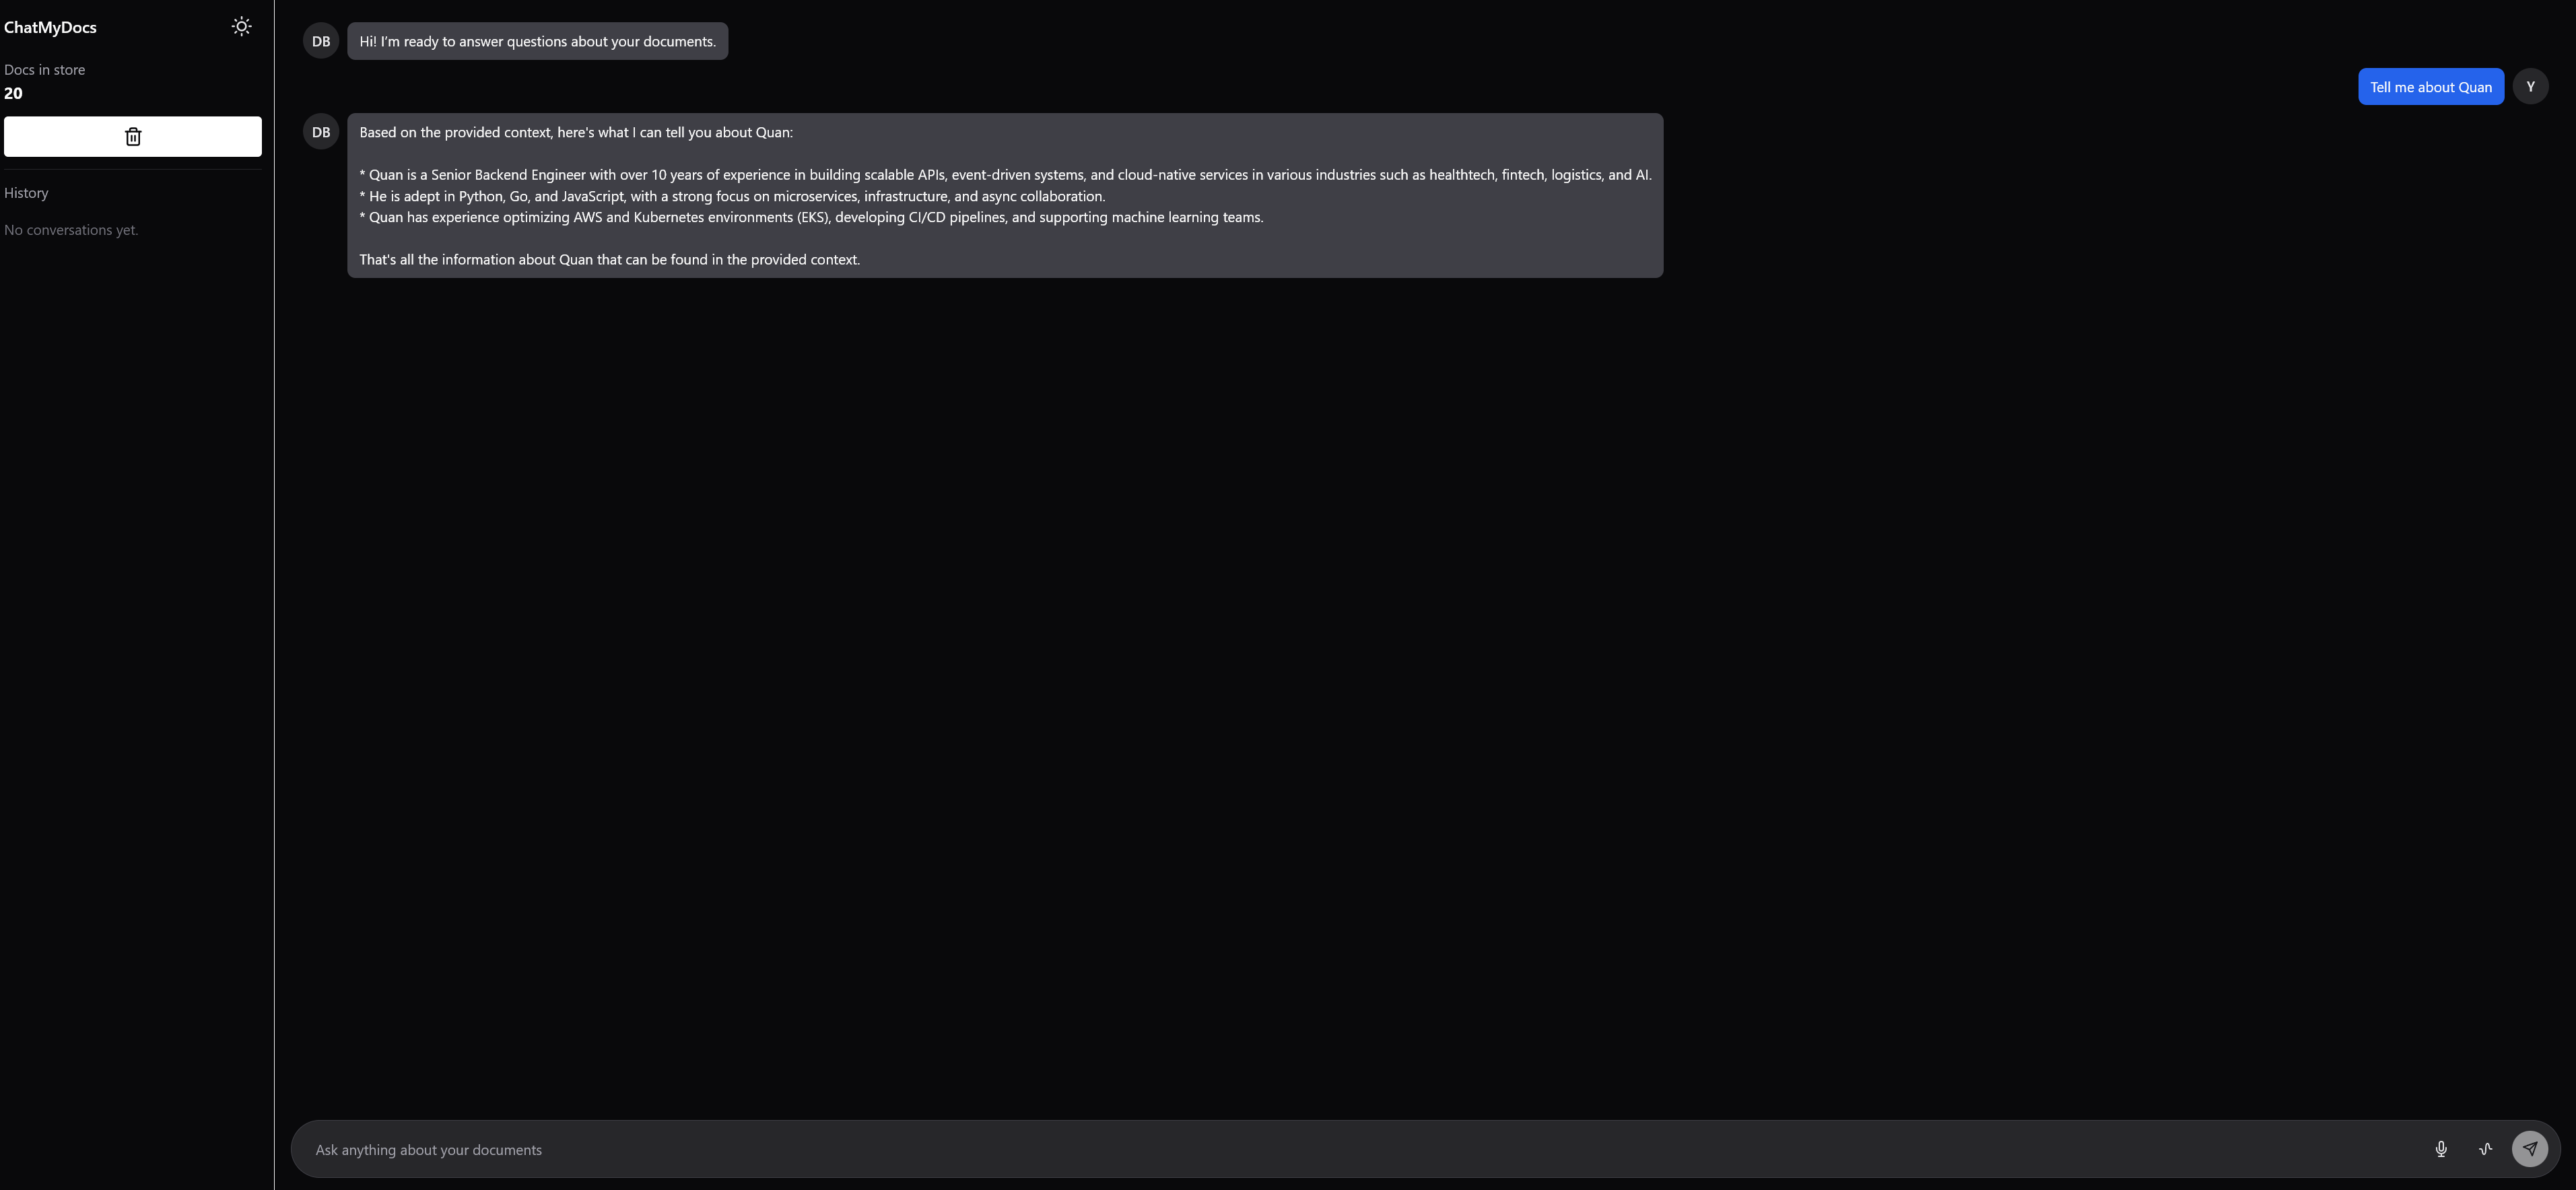 ChatMyDocs
Docs in store
20
History
No conversations yet.
DB
Hi! I’m ready to answer questions about your documents.
Tell me about Quan
Y
DB
Based on the provided context, here's what I can tell you about Quan:
* Quan is a Senior Backend Engineer with over 10 years of experience in building scalable APIs, event-driven systems, and cloud-native services in various industries such as healthtech, fintech, logistics, and AI.
* He is adept in Python, Go, and JavaScript, with a strong focus on microservices, infrastructure, and async collaboration.
* Quan has experience optimizing AWS and Kubernetes environments (EKS), developing CI/CD pipelines, and supporting machine learning teams.
That's all the information about Quan that can be found in the provided context.
Ask anything about your documents